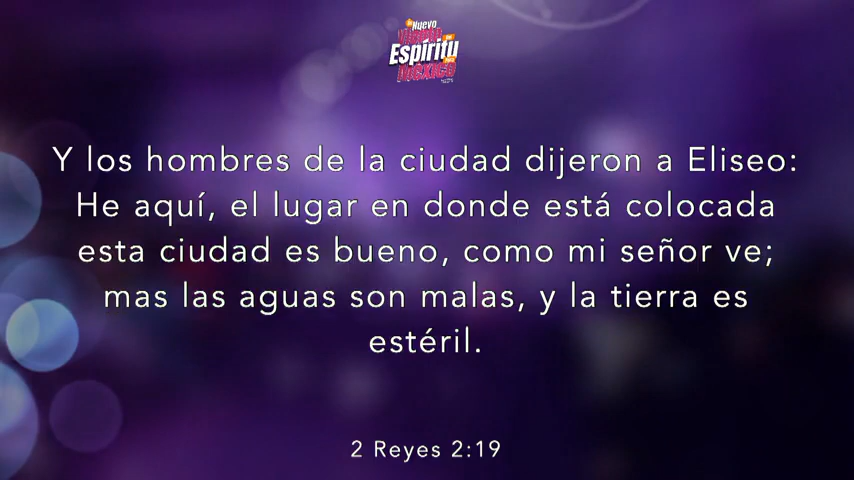 Nuevo
Espíritu
México
Y los hombres de la ciudad dijeron a Eliseo:
He aquí, el lugar en donde está colocada
esta ciudad es bueno, como mi señor ve;
mas las aguas son malas, y la tierra es
estéril.
2 Reyes 2:19